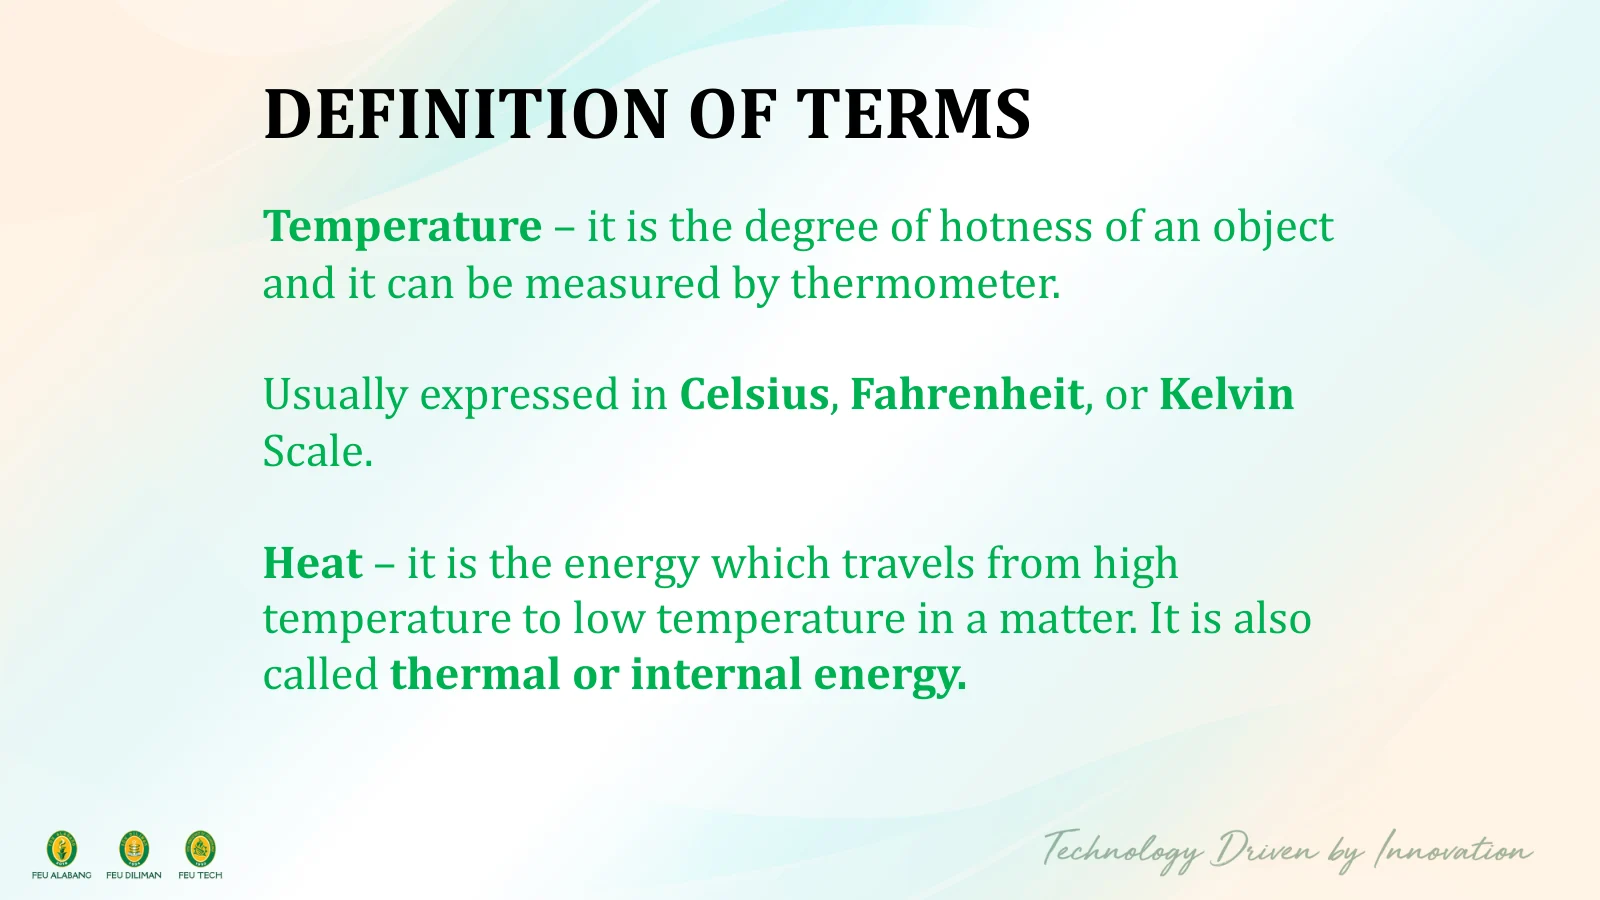 DEFINITION OF TERMS
Temperature – it is the degree of hotness of an object
and it can be measured by thermometer.
Usually expressed in Celsius, Fahrenheit, or Kelvin
Scale.
Heat – it is the energy which travels from high
temperature to low temperature in a matter. It is also
called thermal or internal energy.
FEU ALABANG FEU DILIMAN FEU TECH
Technology Driven by Innovation